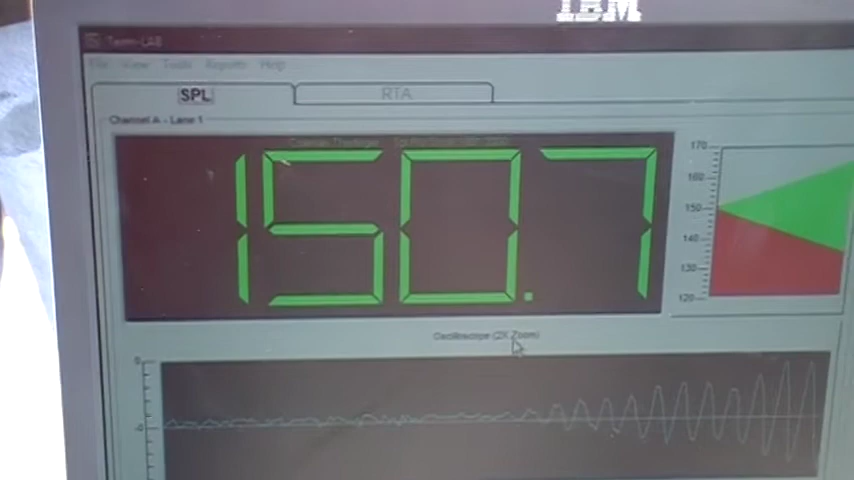 IBM
Term-LAB
File View Tools Reports Help
SPL RTA
Channel A - Lane 1
150.7
170
160
150
140
130
120
Oscilloscope (2X Zoom)
0